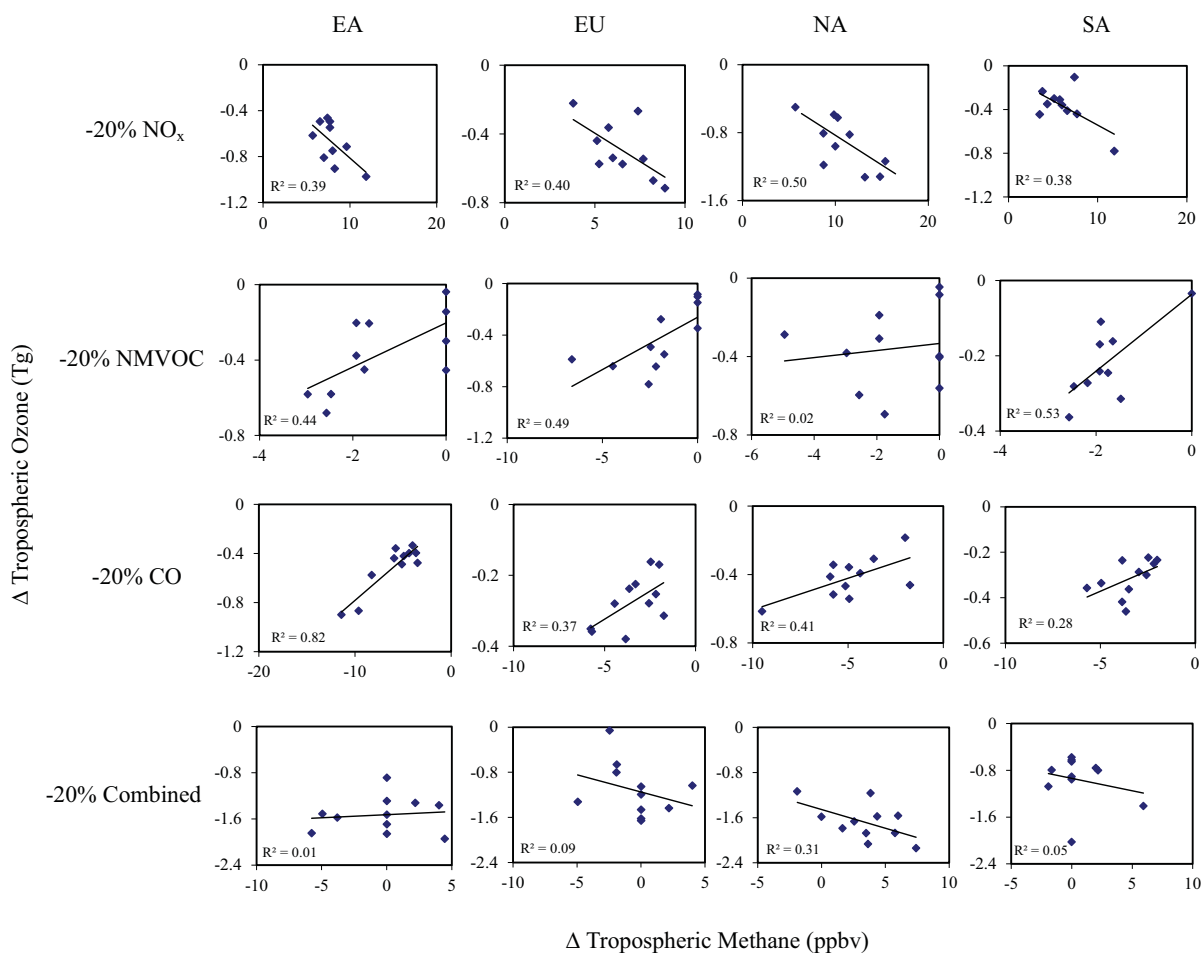 EA EU NA SA
-20% NOₓ
0 0 0 0
-0.4 -0.4 -0.4 -0.4
-0.8 -0.8 -0.8 -0.8
-1.2 -0.8 -1.2 -1.6 -1.2
R² = 0.39 R² = 0.40 R² = 0.50 R² = 0.38
0 10 20 0 5 10 0 10 20 0 10 20
-20% NMVOC
0 0 0 0
-0.4 -0.4 -0.4 -0.2
-0.8 -0.8 -1.2 -0.8 -0.4
R² = 0.44 R² = 0.49 R² = 0.02 R² = 0.53
-4 -2 0 -10 -5 0 -6 -4 -2 0 -4 -2 0
Δ Tropospheric Ozone (Tg)
-20% CO
0 0 0 0
-0.4 -0.2 -0.4 -0.2
-0.8 -0.4 -0.8 -0.4
-1.2 -0.6
R² = 0.82 R² = 0.37 R² = 0.41 R² = 0.28
-20 -10 0 -10 -5 0 -10 -5 0 -10 -5 0
-20% Combined
0 0 0 0
-0.8 -0.8 -0.8 -0.8
-1.6 -1.6 -1.6 -1.6
-2.4 -2.4 -2.4 -2.4
R² = 0.01 R² = 0.09 R² = 0.31 R² = 0.05
-10 -5 0 5 -10 -5 0 5 -5 0 5 10 -5 0 5 10
Δ Tropospheric Methane (ppbv)